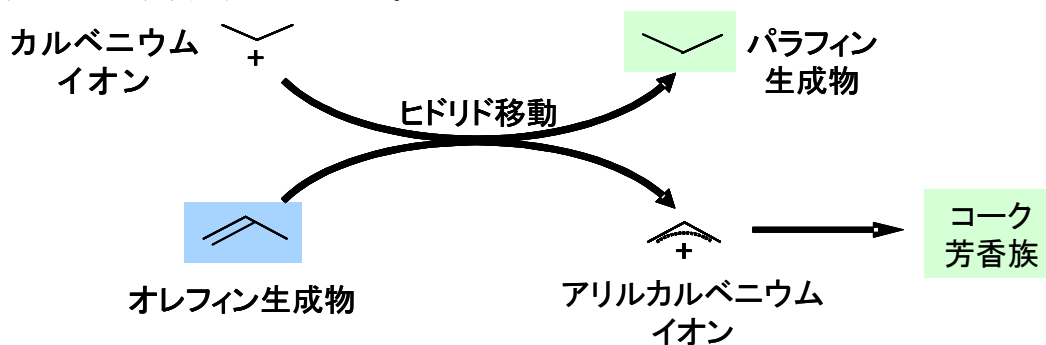 カルベニウム
イオン
+
パラフィン
生成物
ヒドリド移動
オレフィン生成物
+
アリルカルベニウム
イオン
コーク
芳香族